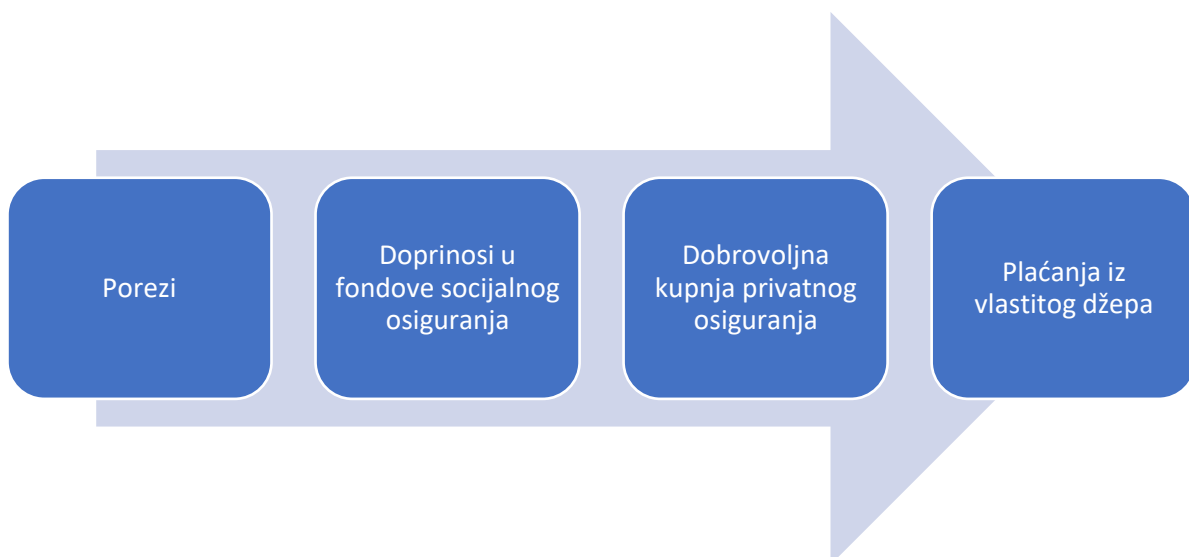 Porezi
Doprinosi u
fondove socijalnog
osiguranja
Dobrovoljna
kupnja privatnog
osiguranja
Plaćanja iz
vlastitog džepa